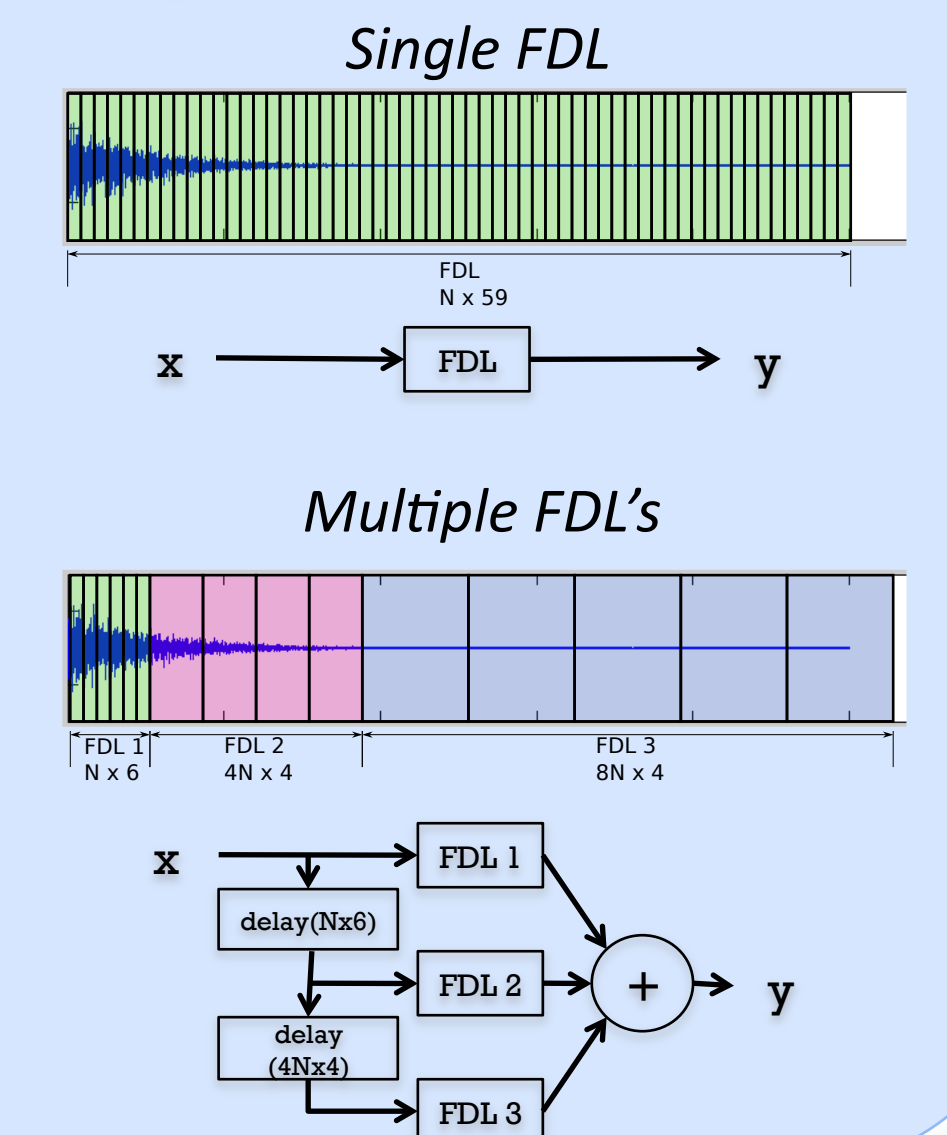 Single FDL
FDL
N x 59
x
FDL
y
Multiple FDL’s
FDL 1
N x 6
FDL 2
4N x 4
FDL 3
8N x 4
x
FDL 1
delay(Nx6)
FDL 2
+
y
delay
(4Nx4)
FDL 3